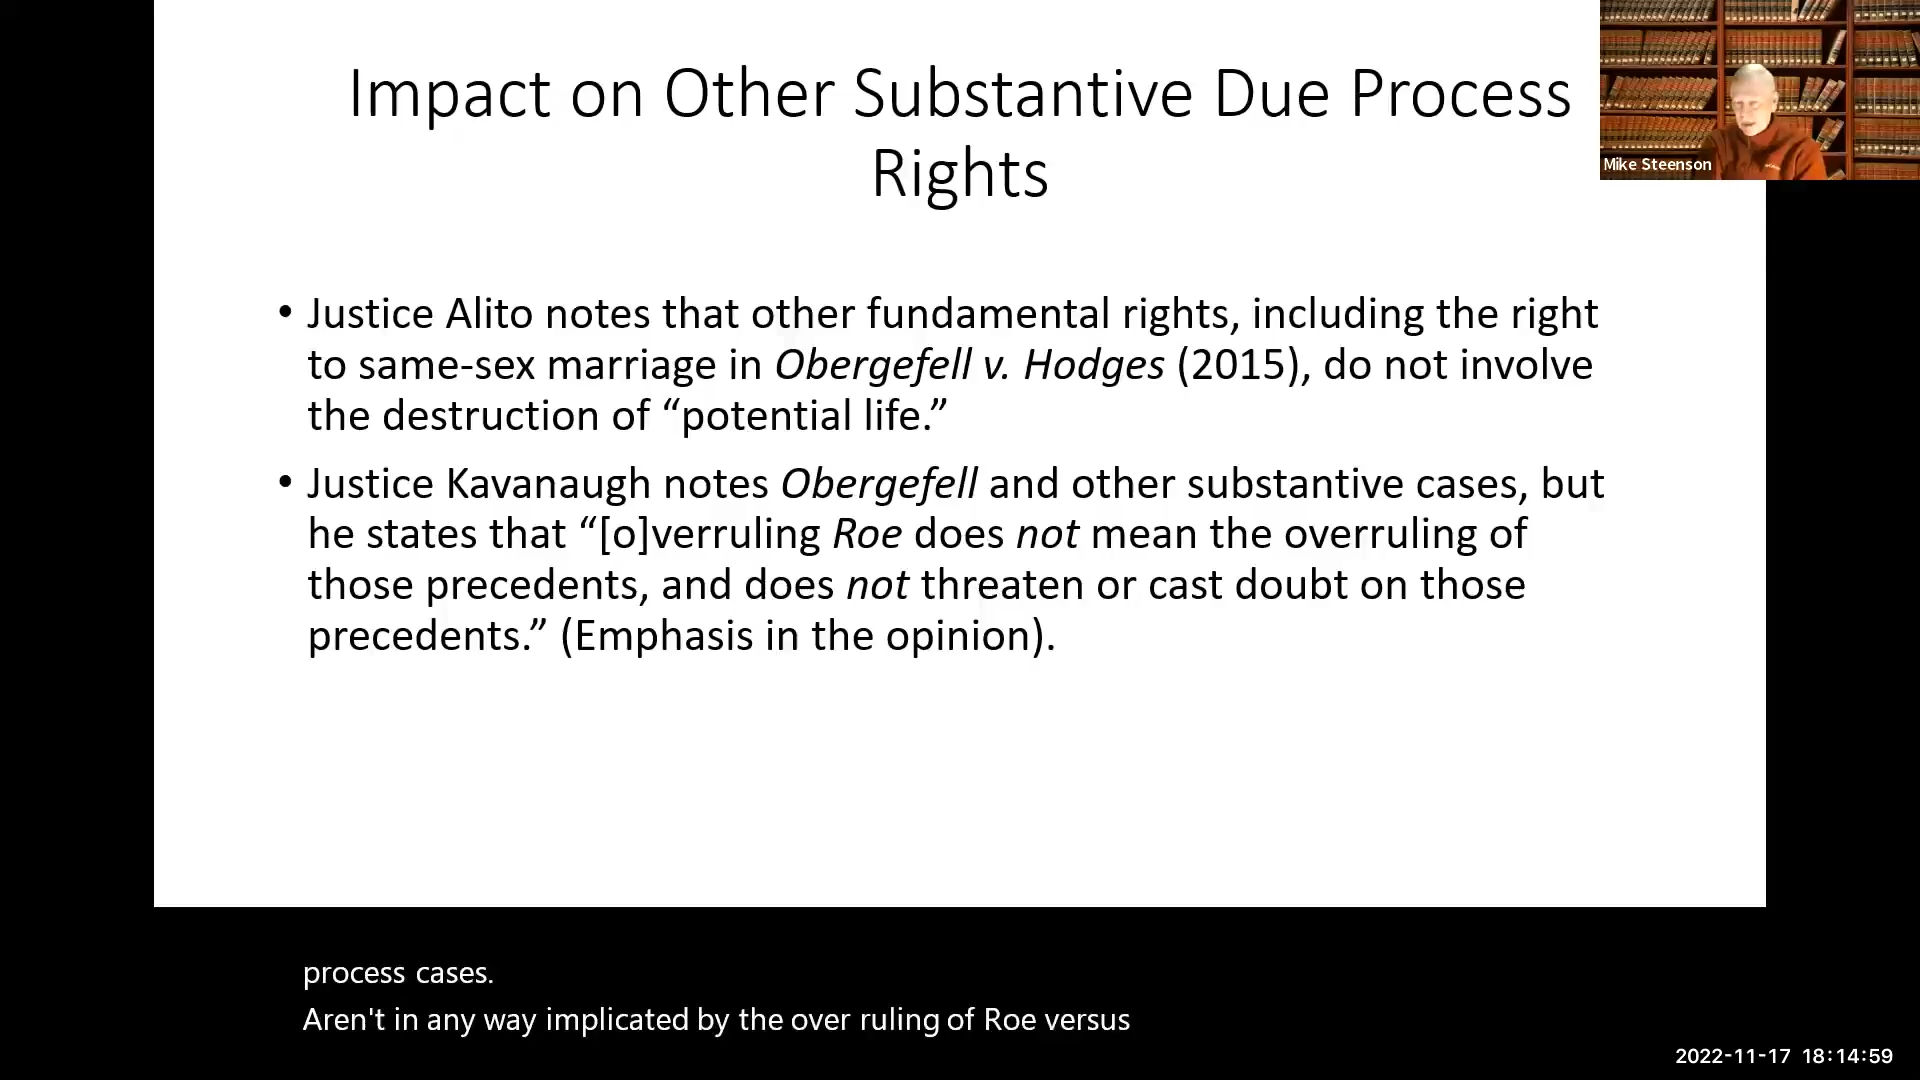 Impact on Other Substantive Due Process
Rights
Mike Steenson
• Justice Alito notes that other fundamental rights, including the right
to same-sex marriage in Obergefell v. Hodges (2015), do not involve
the destruction of “potential life.”
• Justice Kavanaugh notes Obergefell and other substantive cases, but
he states that “[o]verruling Roe does not mean the overruling of
those precedents, and does not threaten or cast doubt on those
precedents.” (Emphasis in the opinion).
process cases.
Aren't in any way implicated by the over ruling of Roe versus
2022-11-17 18:14:59